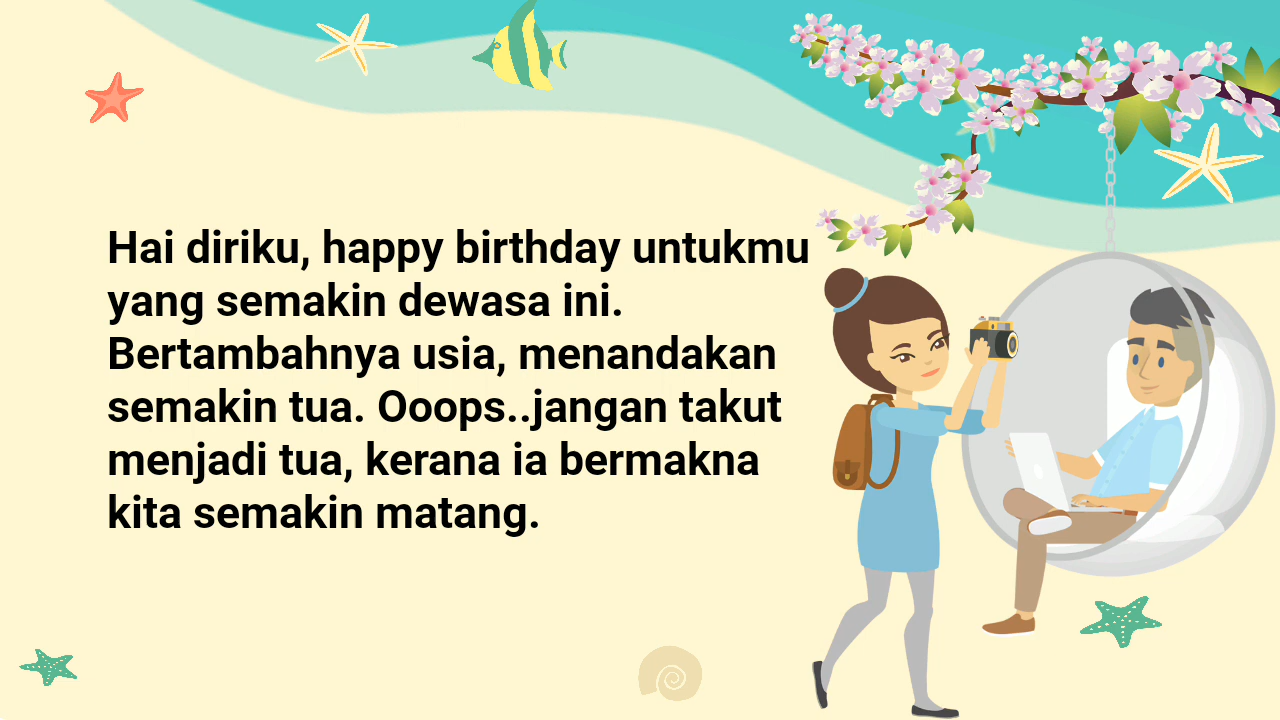 Hai diriku, happy birthday untukmu
yang semakin dewasa ini.
Bertambahnya usia, menandakan
semakin tua. Ooops..jangan takut
menjadi tua, kerana ia bermakna
kita semakin matang.